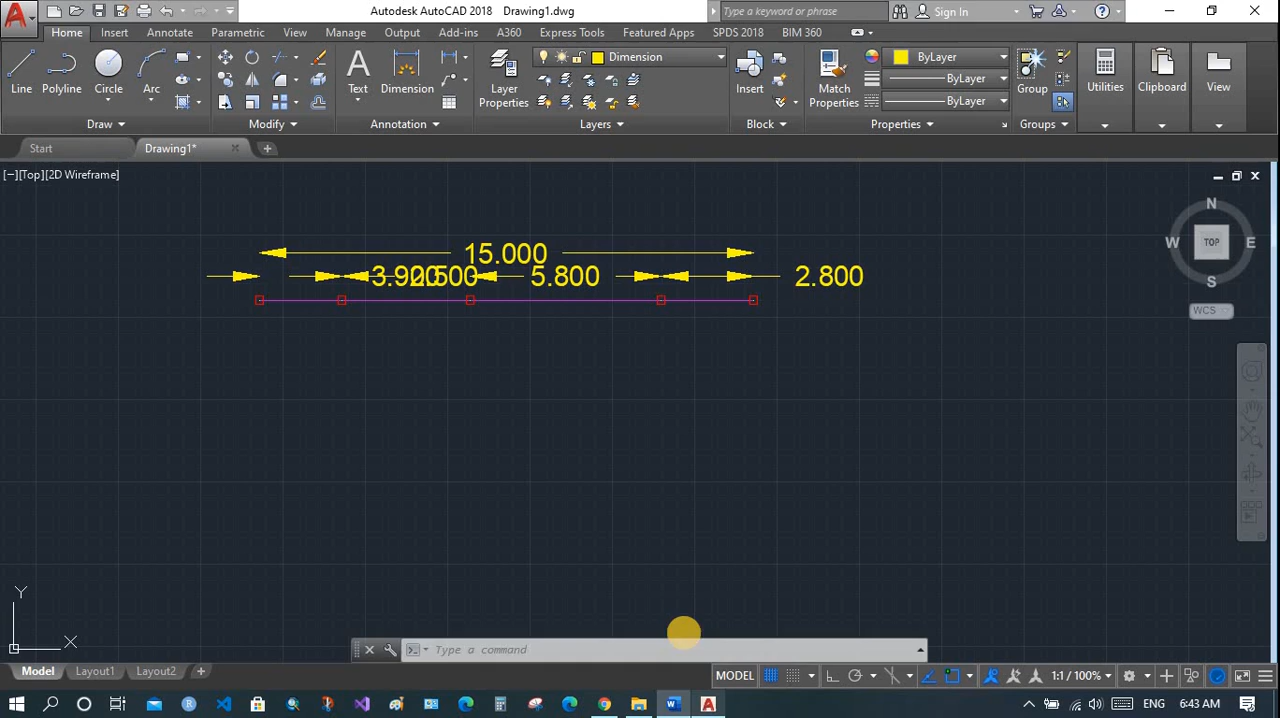 Autodesk AutoCAD 2018 Drawing1.dwg
Type a keyword or phrase
Sign In
Home Insert Annotate Parametric View Manage Output Add-ins A360 Express Tools Featured Apps SPDS 2018 BIM 360
Line Polyline Circle Arc
Draw
Modify
Text Dimension
Annotation
Layer
Properties
Dimension
Layers
Insert
Block
Match
Properties
ByLayer
ByLayer
ByLayer
Properties
Group
Groups
Utilities
Clipboard
View
Start
Drawing1*
[−][Top][2D Wireframe]
N
W TOP E
S
WCS
15.000
3.900 2.500 5.800 2.800
Y
X
Type a command
Model Layout1 Layout2
MODEL
1:1 / 100%
ENG 6:43 AM